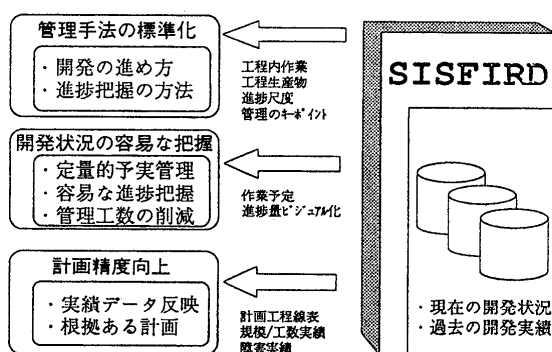 管理手法の標準化
・開発の進め方
・進捗把握の方法
工程内作業
工程生産物
進捗尺度
管理のキーポイント
開発状況の容易な把握
・定量的予実管理
・容易な進捗把握
・管理工数の削減
作業予定
進捗量ビジュアル化
計画精度向上
・実績データ反映
・根拠ある計画
計画工程線表
規模/工数実績
障害実績
SISFIRD
・現在の開発状況
・過去の開発実績